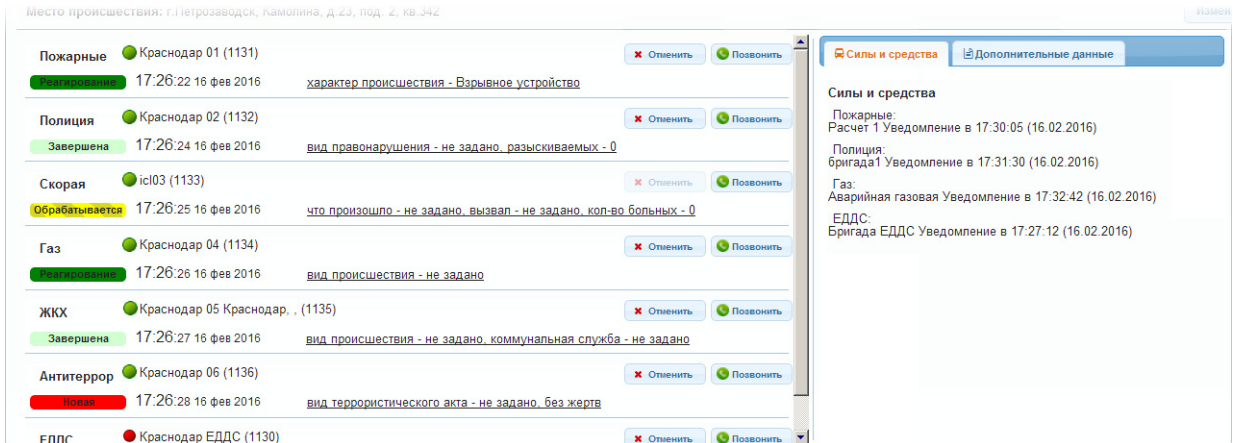 Место происшествия: г.Петрозаводск, Камолина, д.23, под. 2, кв.342
Измен
Пожарные Краснодар 01 (1131) Отменить Позвонить
Реагирование 17:26:22 16 фев 2016 характер происшествия - Взрывное устройство
Полиция Краснодар 02 (1132) Отменить Позвонить
Завершена 17:26:24 16 фев 2016 вид правонарушения - не задано, разыскиваемых - 0
Скорая icl03 (1133) Отменить Позвонить
Обрабатывается 17:26:25 16 фев 2016 что произошло - не задано, вызвал - не задано, кол-во больных - 0
Газ Краснодар 04 (1134) Отменить Позвонить
Реагирование 17:26:26 16 фев 2016 вид происшествия - не задано
ЖКХ Краснодар 05 Краснодар, , (1135) Отменить Позвонить
Завершена 17:26:27 16 фев 2016 вид происшествия - не задано, коммунальная служба - не задано
Антитеррор Краснодар 06 (1136) Отменить Позвонить
Новая 17:26:28 16 фев 2016 вид террористического акта - не задано, без жертв
ЕДДС Краснодар ЕДДС (1130) Отменить Позвонить
Силы и средства Дополнительные данные
Силы и средства
Пожарные:
Расчет 1 Уведомление в 17:30:05 (16.02.2016)
Полиция:
бригада1 Уведомление в 17:31:30 (16.02.2016)
Газ:
Аварийная газовая Уведомление в 17:32:42 (16.02.2016)
ЕДДС:
Бригада ЕДДС Уведомление в 17:27:12 (16.02.2016)